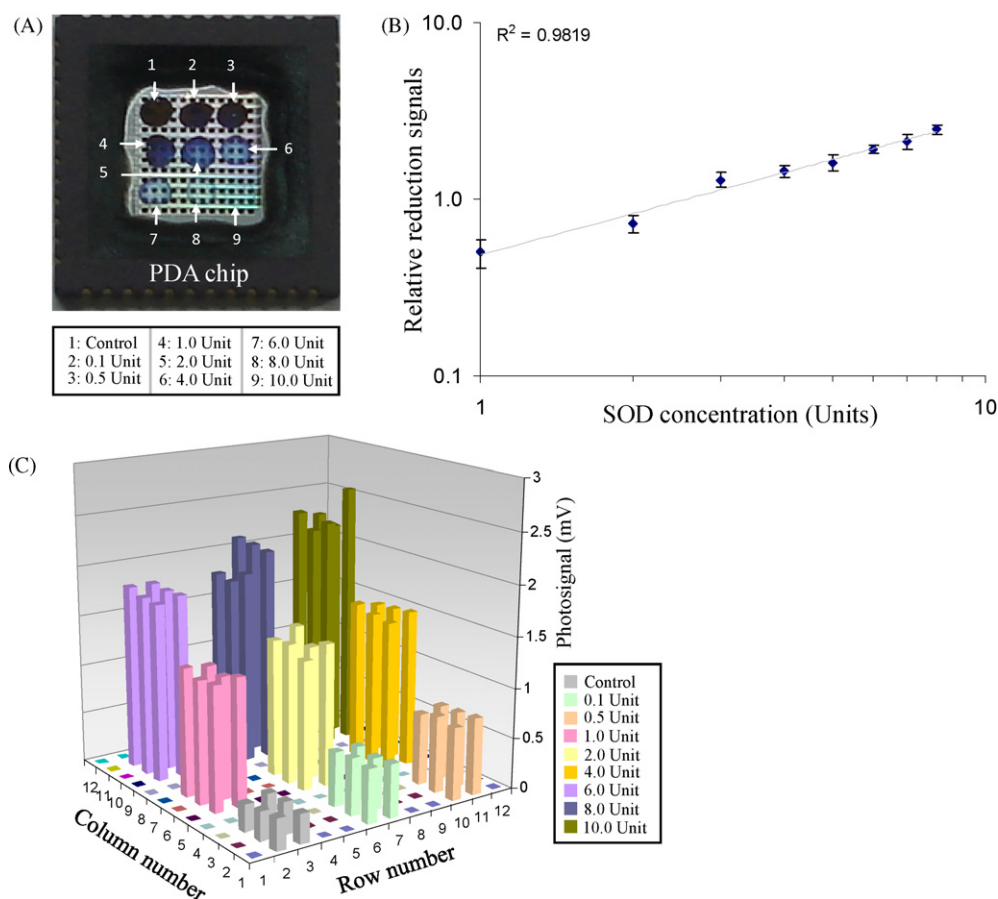 (A)
1
2
3
4
5
6
7
8
9
PDA chip
1: Control
2: 0.1 Unit
3: 0.5 Unit
4: 1.0 Unit
5: 2.0 Unit
6: 4.0 Unit
7: 6.0 Unit
8: 8.0 Unit
9: 10.0 Unit
(B)
R² = 0.9819
10.0
1.0
0.1
Relative reduction signals
1
10
SOD concentration (Units)
(C)
3
2.5
2
1.5
1
0.5
0
Photosignal (mV)
12
11
10
9
8
7
6
5
4
3
2
1
Column number
1
2
3
4
5
6
7
8
9
10
11
12
Row number
Control
0.1 Unit
0.5 Unit
1.0 Unit
2.0 Unit
4.0 Unit
6.0 Unit
8.0 Unit
10.0 Unit